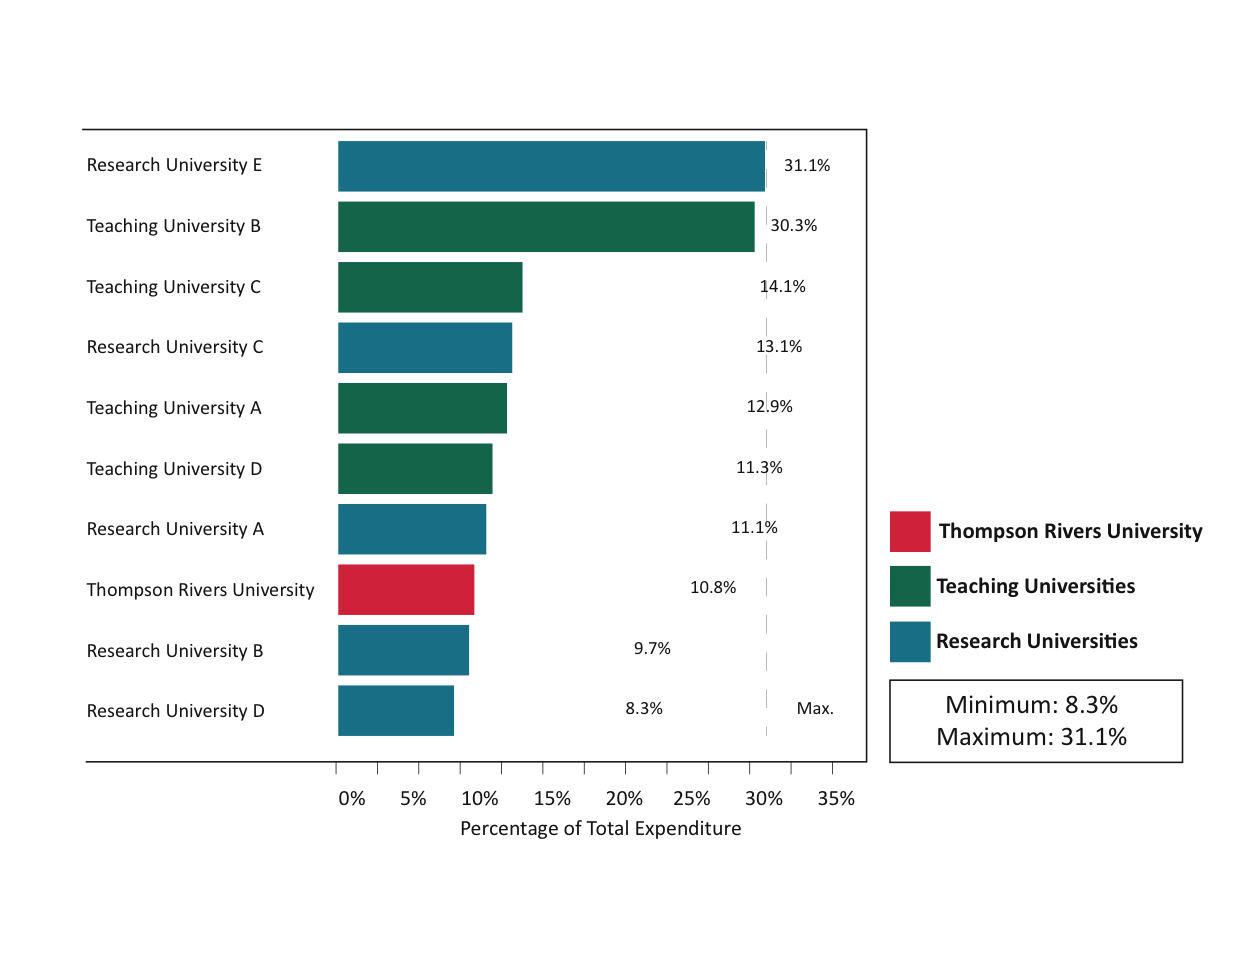 Research University E 31.1%
Teaching University B 30.3%
Teaching University C 14.1%
Research University C 13.1%
Teaching University A 12.9%
Teaching University D 11.3%
Research University A 11.1%
Thompson Rivers University 10.8%
Research University B 9.7%
Research University D 8.3% Max.
0% 5% 10% 15% 20% 25% 30% 35%
Percentage of Total Expenditure
Thompson Rivers University
Teaching Universities
Research Universities
Minimum: 8.3%
Maximum: 31.1%